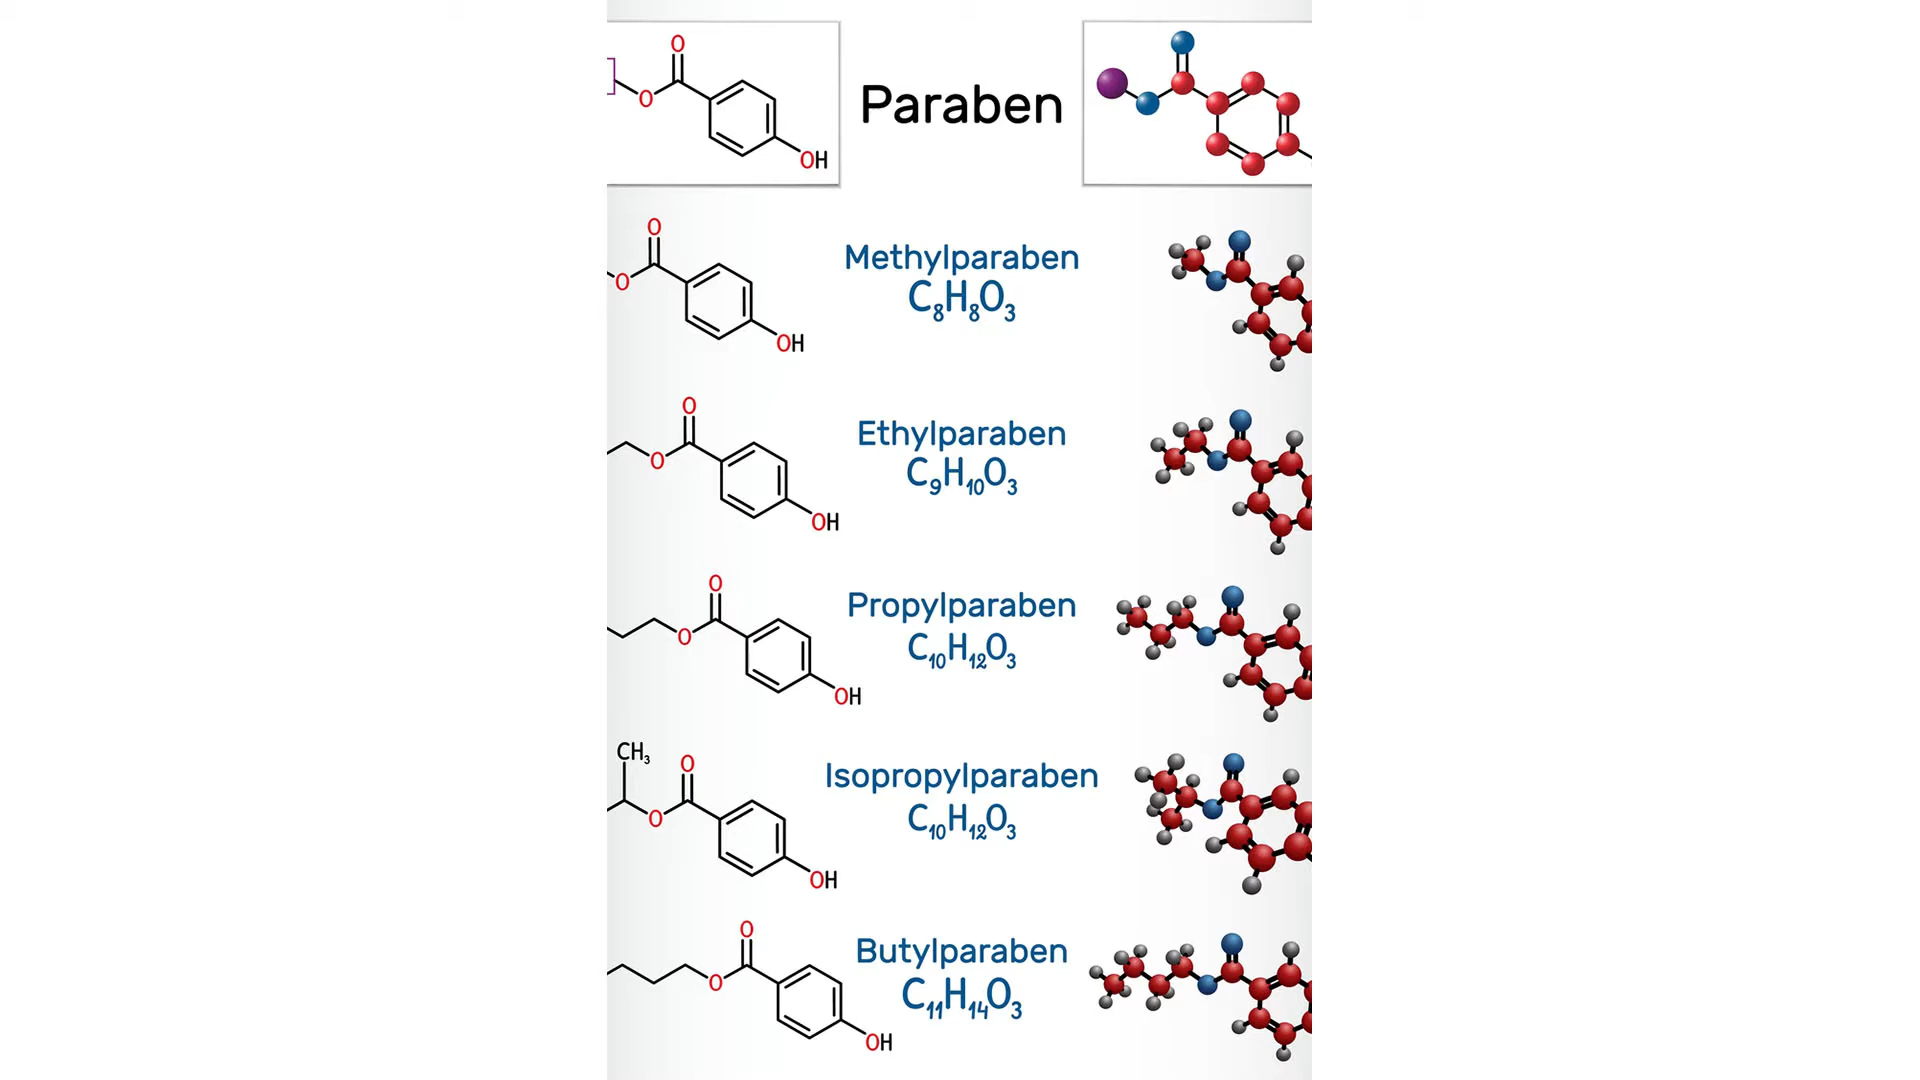 O
O
OH
Paraben
O
O
OH
Methylparaben
C₈H₈O₃
O
O
OH
Ethylparaben
C₉H₁₀O₃
O
O
OH
Propylparaben
C₁₀H₁₂O₃
CH₃
O
O
OH
Isopropylparaben
C₁₀H₁₂O₃
O
O
OH
Butylparaben
C₁₁H₁₄O₃